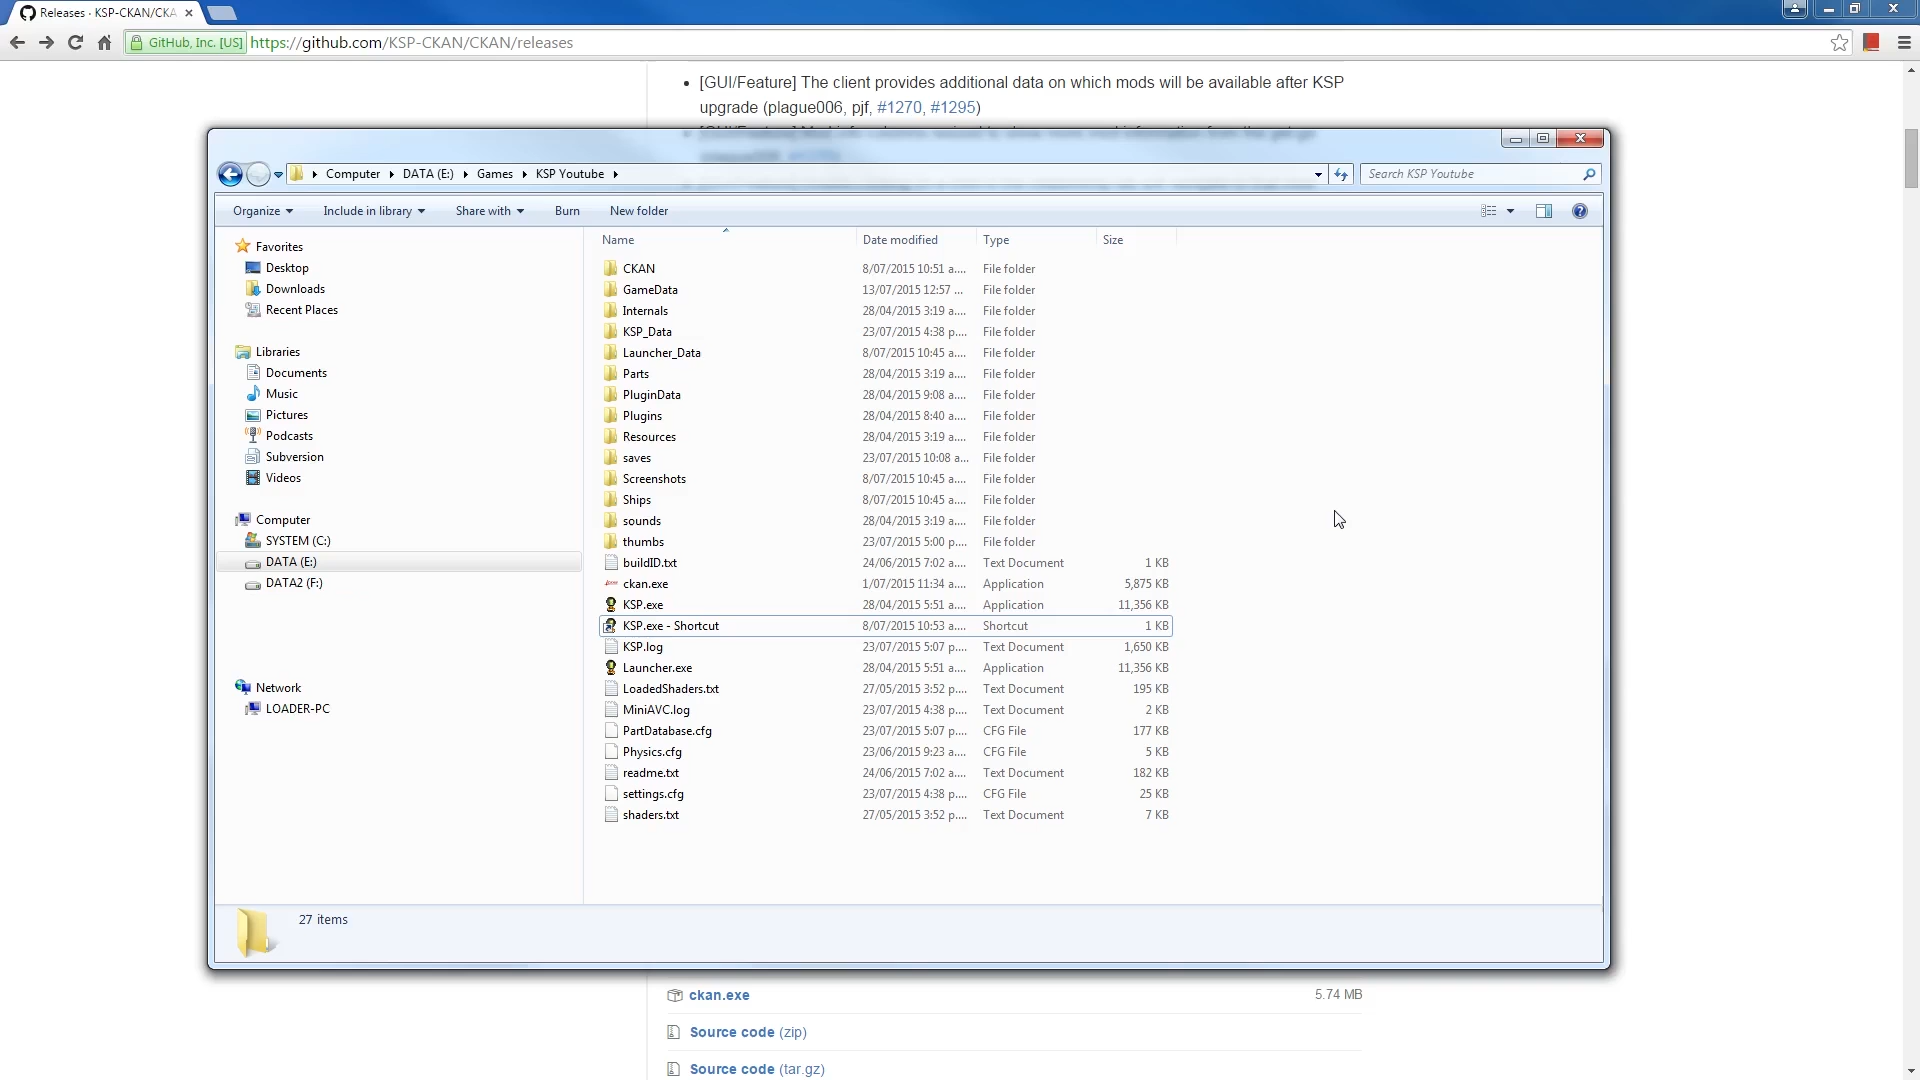 Releases · KSP-CKAN/CKA
GitHub, Inc. [US] https://github.com/KSP-CKAN/CKAN/releases
[GUI/Feature] The client provides additional data on which mods will be available after KSP
upgrade (plague006, pjf, #1270, #1295)
Computer DATA (E:) Games KSP Youtube
Search KSP Youtube
Organize Include in library Share with Burn New folder
Favorites
Desktop
Downloads
Recent Places
Libraries
Documents
Music
Pictures
Podcasts
Subversion
Videos
Computer
SYSTEM (C:)
DATA (E:)
DATA2 (F:)
Network
LOADER-PC
Name Date modified Type Size
CKAN 8/07/2015 10:51 a.... File folder
GameData 13/07/2015 12:57 ... File folder
Internals 28/04/2015 3:19 a.... File folder
KSP_Data 23/07/2015 4:38 p.... File folder
Launcher_Data 8/07/2015 10:45 a.... File folder
Parts 28/04/2015 3:19 a.... File folder
PluginData 28/04/2015 9:08 a.... File folder
Plugins 28/04/2015 8:40 a.... File folder
Resources 28/04/2015 3:19 a.... File folder
saves 23/07/2015 10:08 a... File folder
Screenshots 8/07/2015 10:45 a.... File folder
Ships 8/07/2015 10:45 a.... File folder
sounds 28/04/2015 3:19 a.... File folder
thumbs 23/07/2015 5:00 p.... File folder
buildID.txt 24/06/2015 7:02 a.... Text Document 1 KB
ckan.exe 1/07/2015 11:34 a.... Application 5,875 KB
KSP.exe 28/04/2015 5:51 a.... Application 11,356 KB
KSP.exe - Shortcut 8/07/2015 10:53 a.... Shortcut 1 KB
KSP.log 23/07/2015 5:07 p.... Text Document 1,650 KB
Launcher.exe 28/04/2015 5:51 a.... Application 11,356 KB
LoadedShaders.txt 27/05/2015 3:52 p.... Text Document 195 KB
MiniAVC.log 23/07/2015 4:38 p.... Text Document 2 KB
PartDatabase.cfg 23/07/2015 5:07 p.... CFG File 177 KB
Physics.cfg 23/06/2015 9:23 a.... CFG File 5 KB
readme.txt 24/06/2015 7:02 a.... Text Document 182 KB
settings.cfg 23/07/2015 4:38 p.... CFG File 25 KB
shaders.txt 27/05/2015 3:52 p.... Text Document 7 KB
27 items
ckan.exe 5.74 MB
Source code (zip)
Source code (tar.gz)